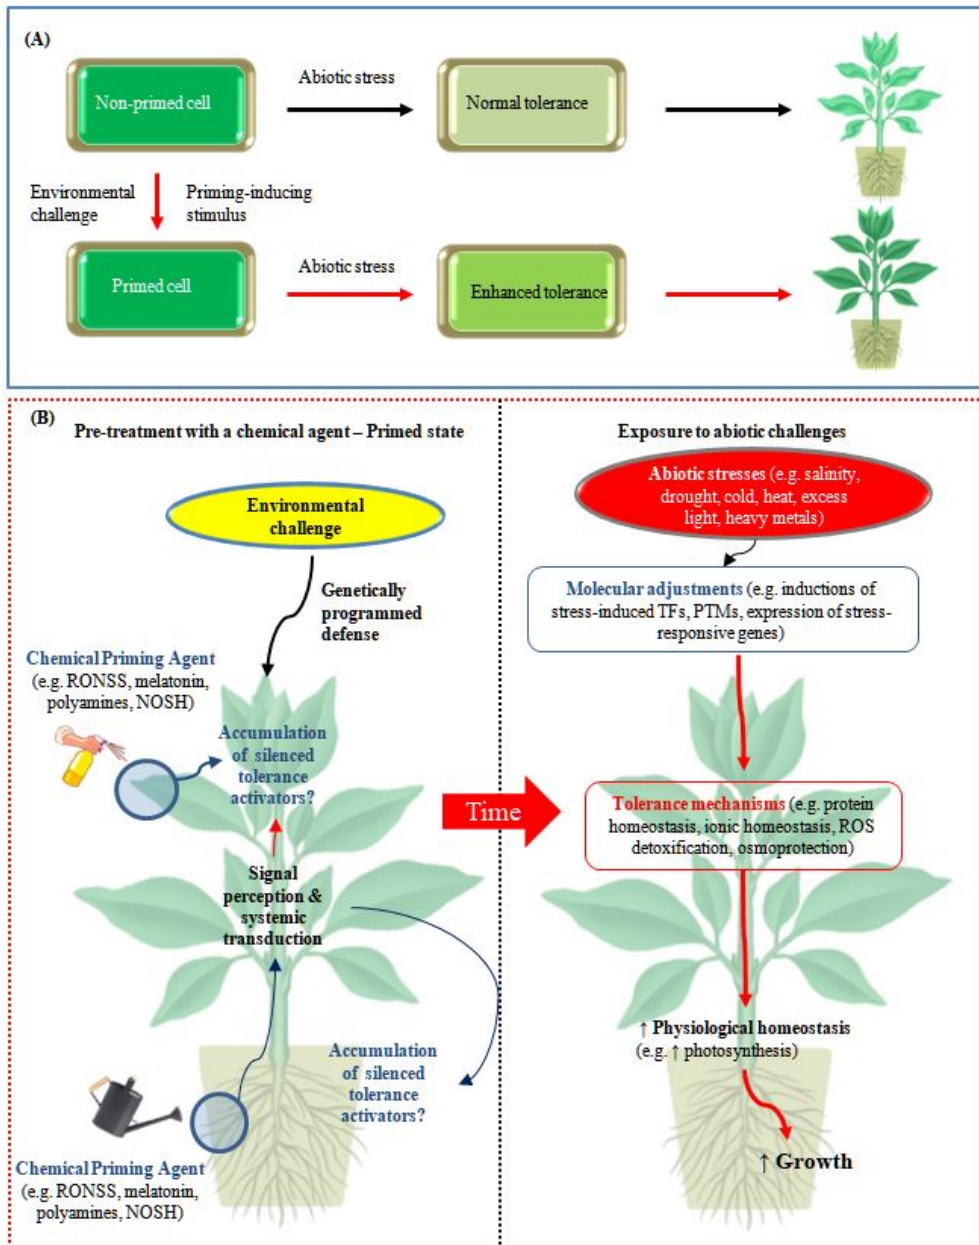 (A)
Non-primed cell
Abiotic stress
Normal tolerance
Environmental
challenge
Priming-inducing
stimulus
Primed cell
Abiotic stress
Enhanced tolerance
(B)
Pre-treatment with a chemical agent – Primed state
Environmental
challenge
Genetically
programmed
defense
Chemical Priming Agent
(e.g. RONSS, melatonin,
polyamines, NOSH)
Accumulation
of silenced
tolerance
activators?
Signal
perception &
systemic
transduction
Accumulation
of silenced
tolerance
activators?
Chemical Priming Agent
(e.g. RONSS, melatonin,
polyamines, NOSH)
Time
Exposure to abiotic challenges
Abiotic stresses (e.g. salinity,
drought, cold, heat, excess
light, heavy metals)
Molecular adjustments (e.g. inductions
of stress-induced TFs, PTMs, expression of stress-
responsive genes)
Tolerance mechanisms (e.g. protein
homeostasis, ionic homeostasis, ROS
detoxification, osmoprotection)
↑ Physiological homeostasis
(e.g. ↑ photosynthesis)
↑ Growth